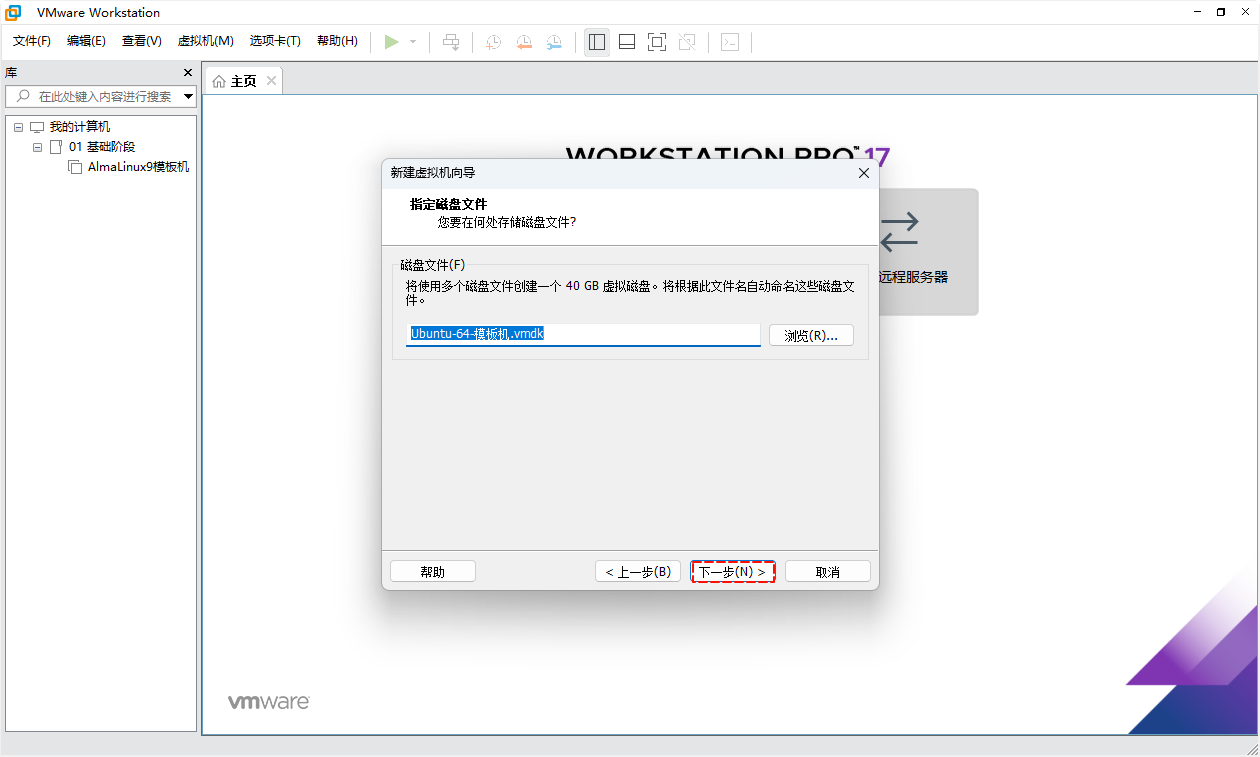 VMware Workstation
文件(F) 编辑(E) 查看(V) 虚拟机(M) 选项卡(T) 帮助(H)
库
在此处键入内容进行搜索
我的计算机
01 基础阶段
AlmaLinux9模板机
主页
WORKSTATION PRO™ 17
远程服务器
新建虚拟机向导
指定磁盘文件
您要在何处存储磁盘文件?
磁盘文件(F)
将使用多个磁盘文件创建一个 40 GB 虚拟磁盘。将根据此文件名自动命名这些磁盘文
件。
Ubuntu-64-模板机.vmdk
浏览(R)...
帮助
< 上一步(B)
下一步(N) >
取消
vmware